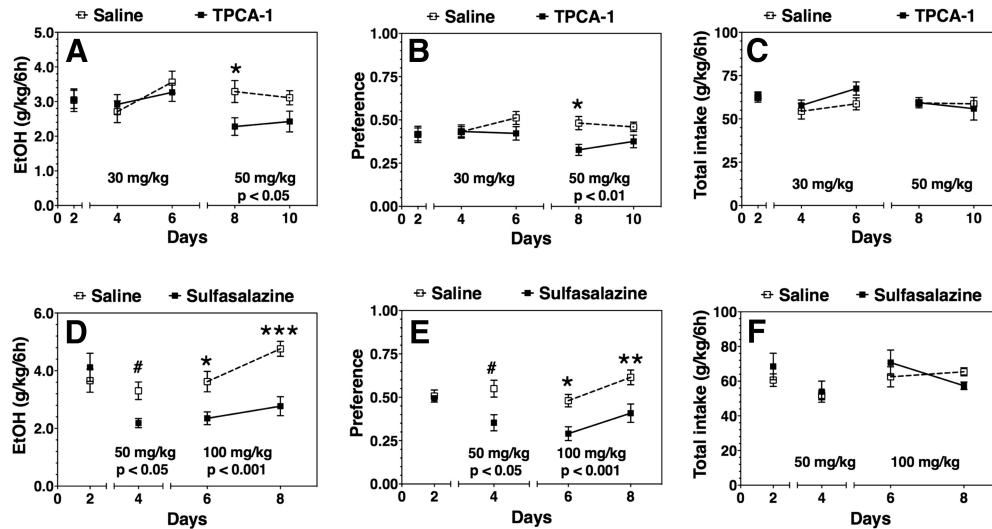 Saline TPCA-1
A
EtOH (g/kg/6h)
5.0
4.0
3.0
2.0
1.0
0.0
*
30 mg/kg
50 mg/kg
p < 0.05
0 2 4 6 8 10
Days
Saline TPCA-1
B
Preference
1.00
0.75
0.50
0.25
0.00
*
30 mg/kg
50 mg/kg
p < 0.01
0 2 4 6 8 10
Days
Saline TPCA-1
C
Total intake (g/kg/6h)
100
75
50
25
0
30 mg/kg
50 mg/kg
0 2 4 6 8 10
Days
Saline Sulfasalazine
D
EtOH (g/kg/6h)
6.0
4.0
2.0
0.0
#
*
***
50 mg/kg
p < 0.05
100 mg/kg
p < 0.001
0 2 4 6 8
Days
Saline Sulfasalazine
E
Preference
1.00
0.75
0.50
0.25
0.00
#
*
**
50 mg/kg
p < 0.05
100 mg/kg
p < 0.001
0 2 4 6 8
Days
Saline Sulfasalazine
F
Total intake (g/kg/6h)
100
80
60
40
20
0
50 mg/kg
100 mg/kg
0 2 4 6 8
Days